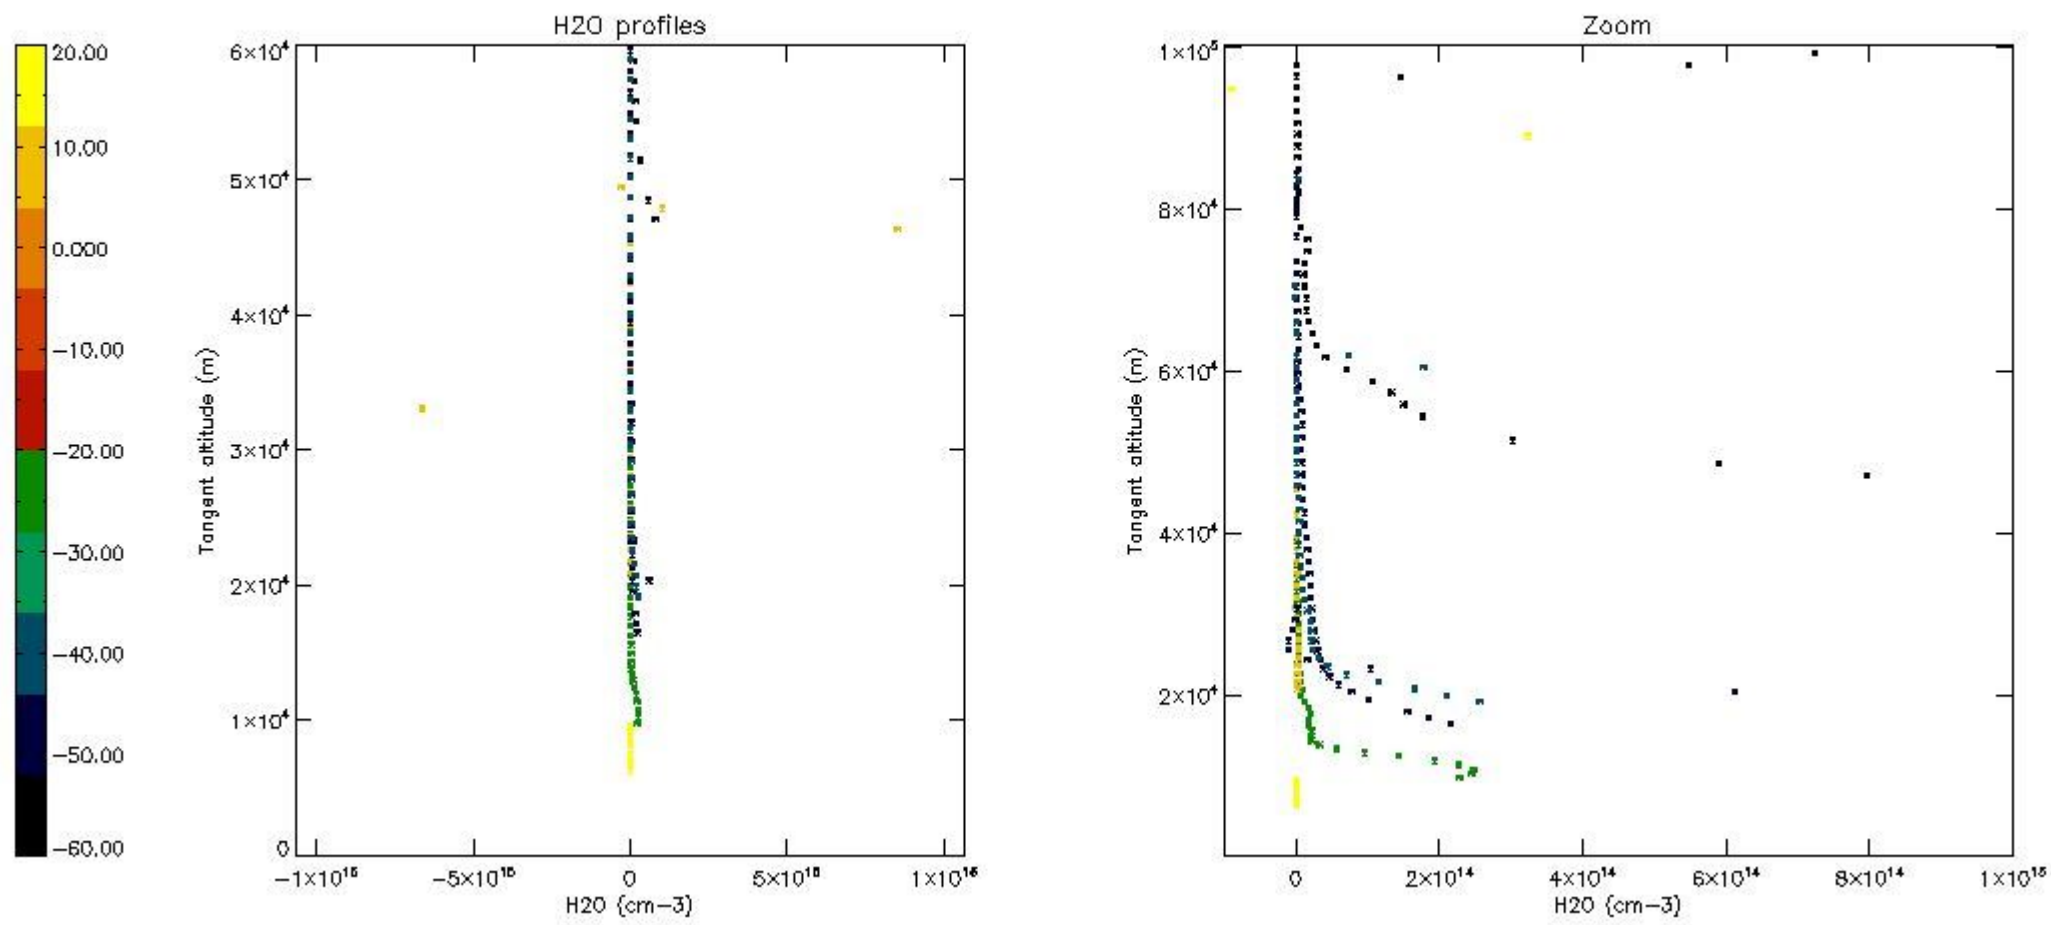 H2O profiles
20.00
10.00
0.000
−10.00
−20.00
−30.00
−40.00
−50.00
−60.00
6×10⁴
5×10⁴
4×10⁴
3×10⁴
2×10⁴
1×10⁴
0
Tangent altitude (m)
−1×10¹⁶ −5×10¹⁵ 0 5×10¹⁵ 1×10¹⁶
H2O (cm−3)
Zoom
1×10⁵
8×10⁴
6×10⁴
4×10⁴
2×10⁴
Tangent altitude (m)
0 2×10¹⁴ 4×10¹⁴ 6×10¹⁴ 8×10¹⁴ 1×10¹⁵
H2O (cm−3)